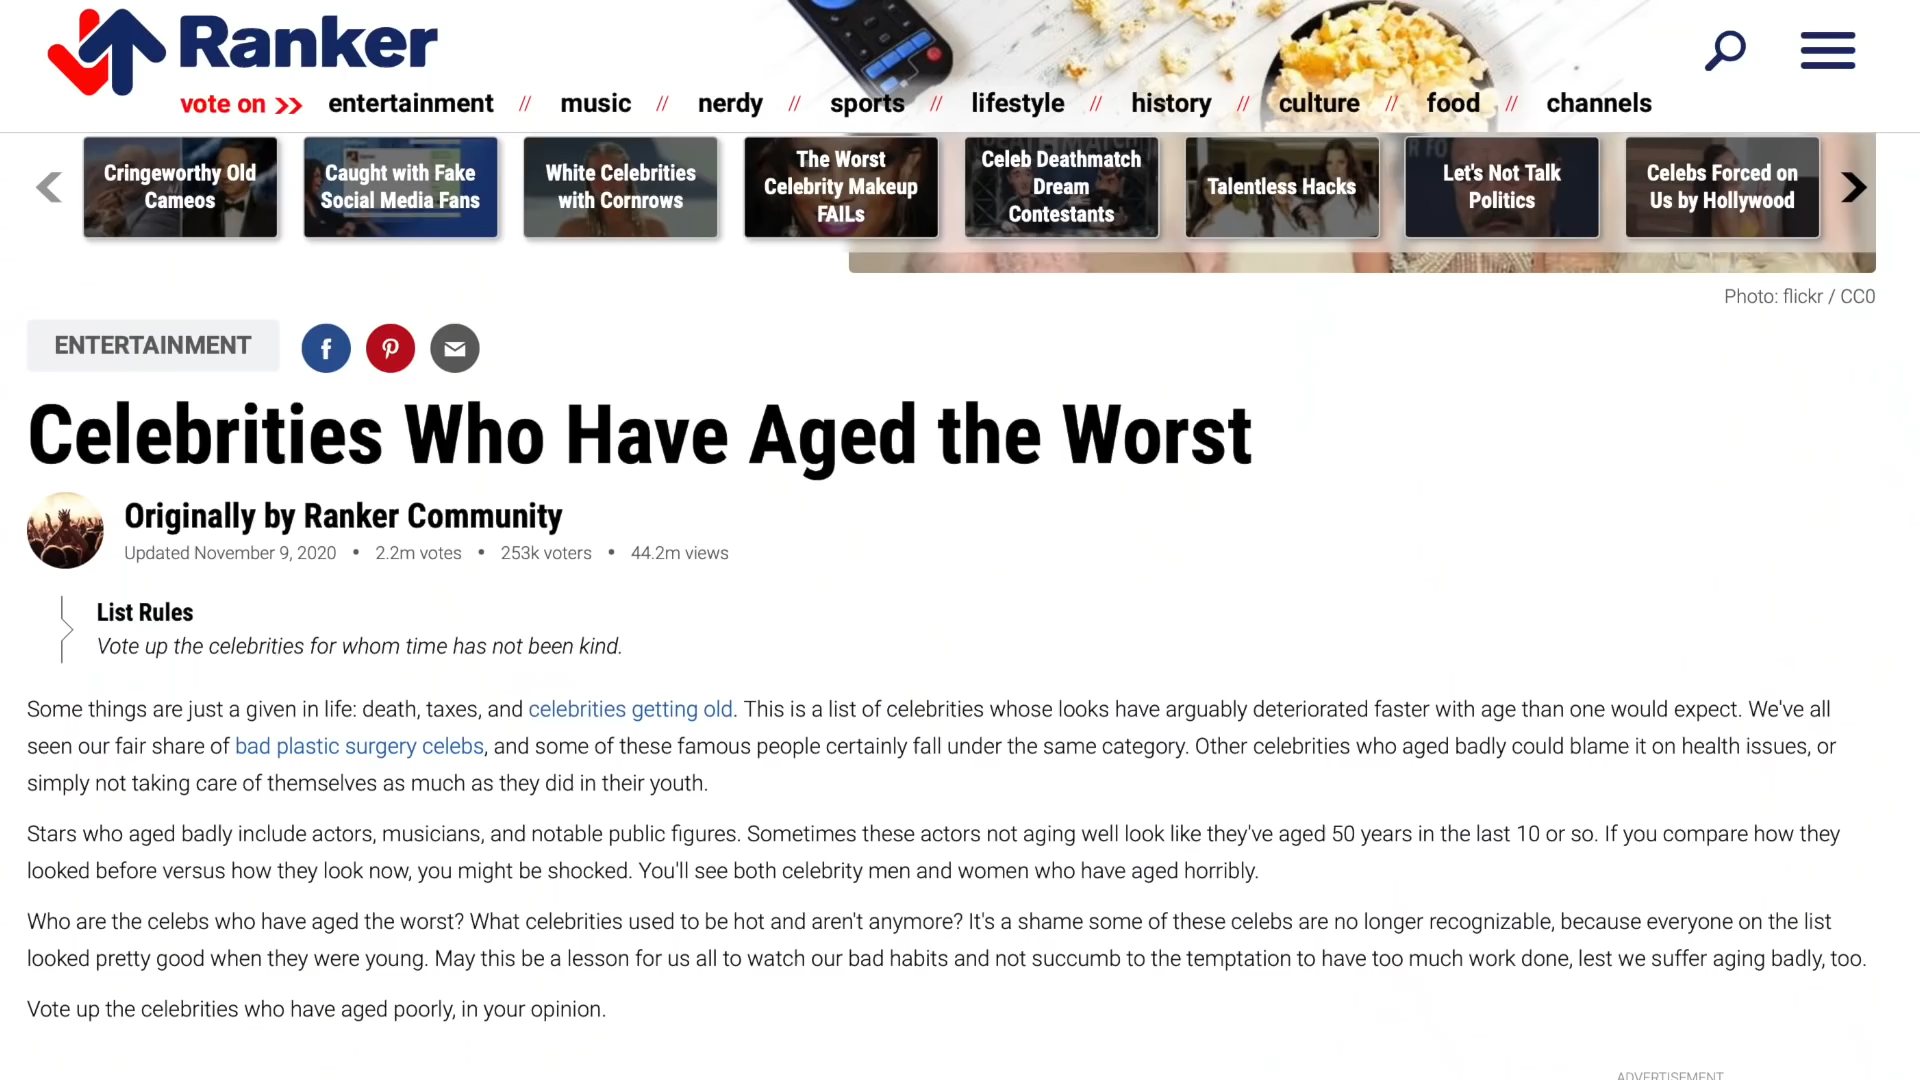 Ranker
vote on >> entertainment // music // nerdy // sports // lifestyle // history // culture // food // channels
Cringeworthy Old
Cameos
Caught with Fake
Social Media Fans
White Celebrities
with Cornrows
The Worst
Celebrity Makeup
FAILs
Celeb Deathmatch
Dream
Contestants
Talentless Hacks
Let's Not Talk
Politics
Celebs Forced on
Us by Hollywood
Photo: flickr / CC0
ENTERTAINMENT
Celebrities Who Have Aged the Worst
Originally by Ranker Community
Updated November 9, 2020 • 2.2m votes • 253k voters • 44.2m views
List Rules
Vote up the celebrities for whom time has not been kind.
Some things are just a given in life: death, taxes, and celebrities getting old. This is a list of celebrities whose looks have arguably deteriorated faster with age than one would expect. We've all
seen our fair share of bad plastic surgery celebs, and some of these famous people certainly fall under the same category. Other celebrities who aged badly could blame it on health issues, or
simply not taking care of themselves as much as they did in their youth.
Stars who aged badly include actors, musicians, and notable public figures. Sometimes these actors not aging well look like they've aged 50 years in the last 10 or so. If you compare how they
looked before versus how they look now, you might be shocked. You'll see both celebrity men and women who have aged horribly.
Who are the celebs who have aged the worst? What celebrities used to be hot and aren't anymore? It's a shame some of these celebs are no longer recognizable, because everyone on the list
looked pretty good when they were young. May this be a lesson for us all to watch our bad habits and not succumb to the temptation to have too much work done, lest we suffer aging badly, too.
Vote up the celebrities who have aged poorly, in your opinion.
ADVERTISEMENT